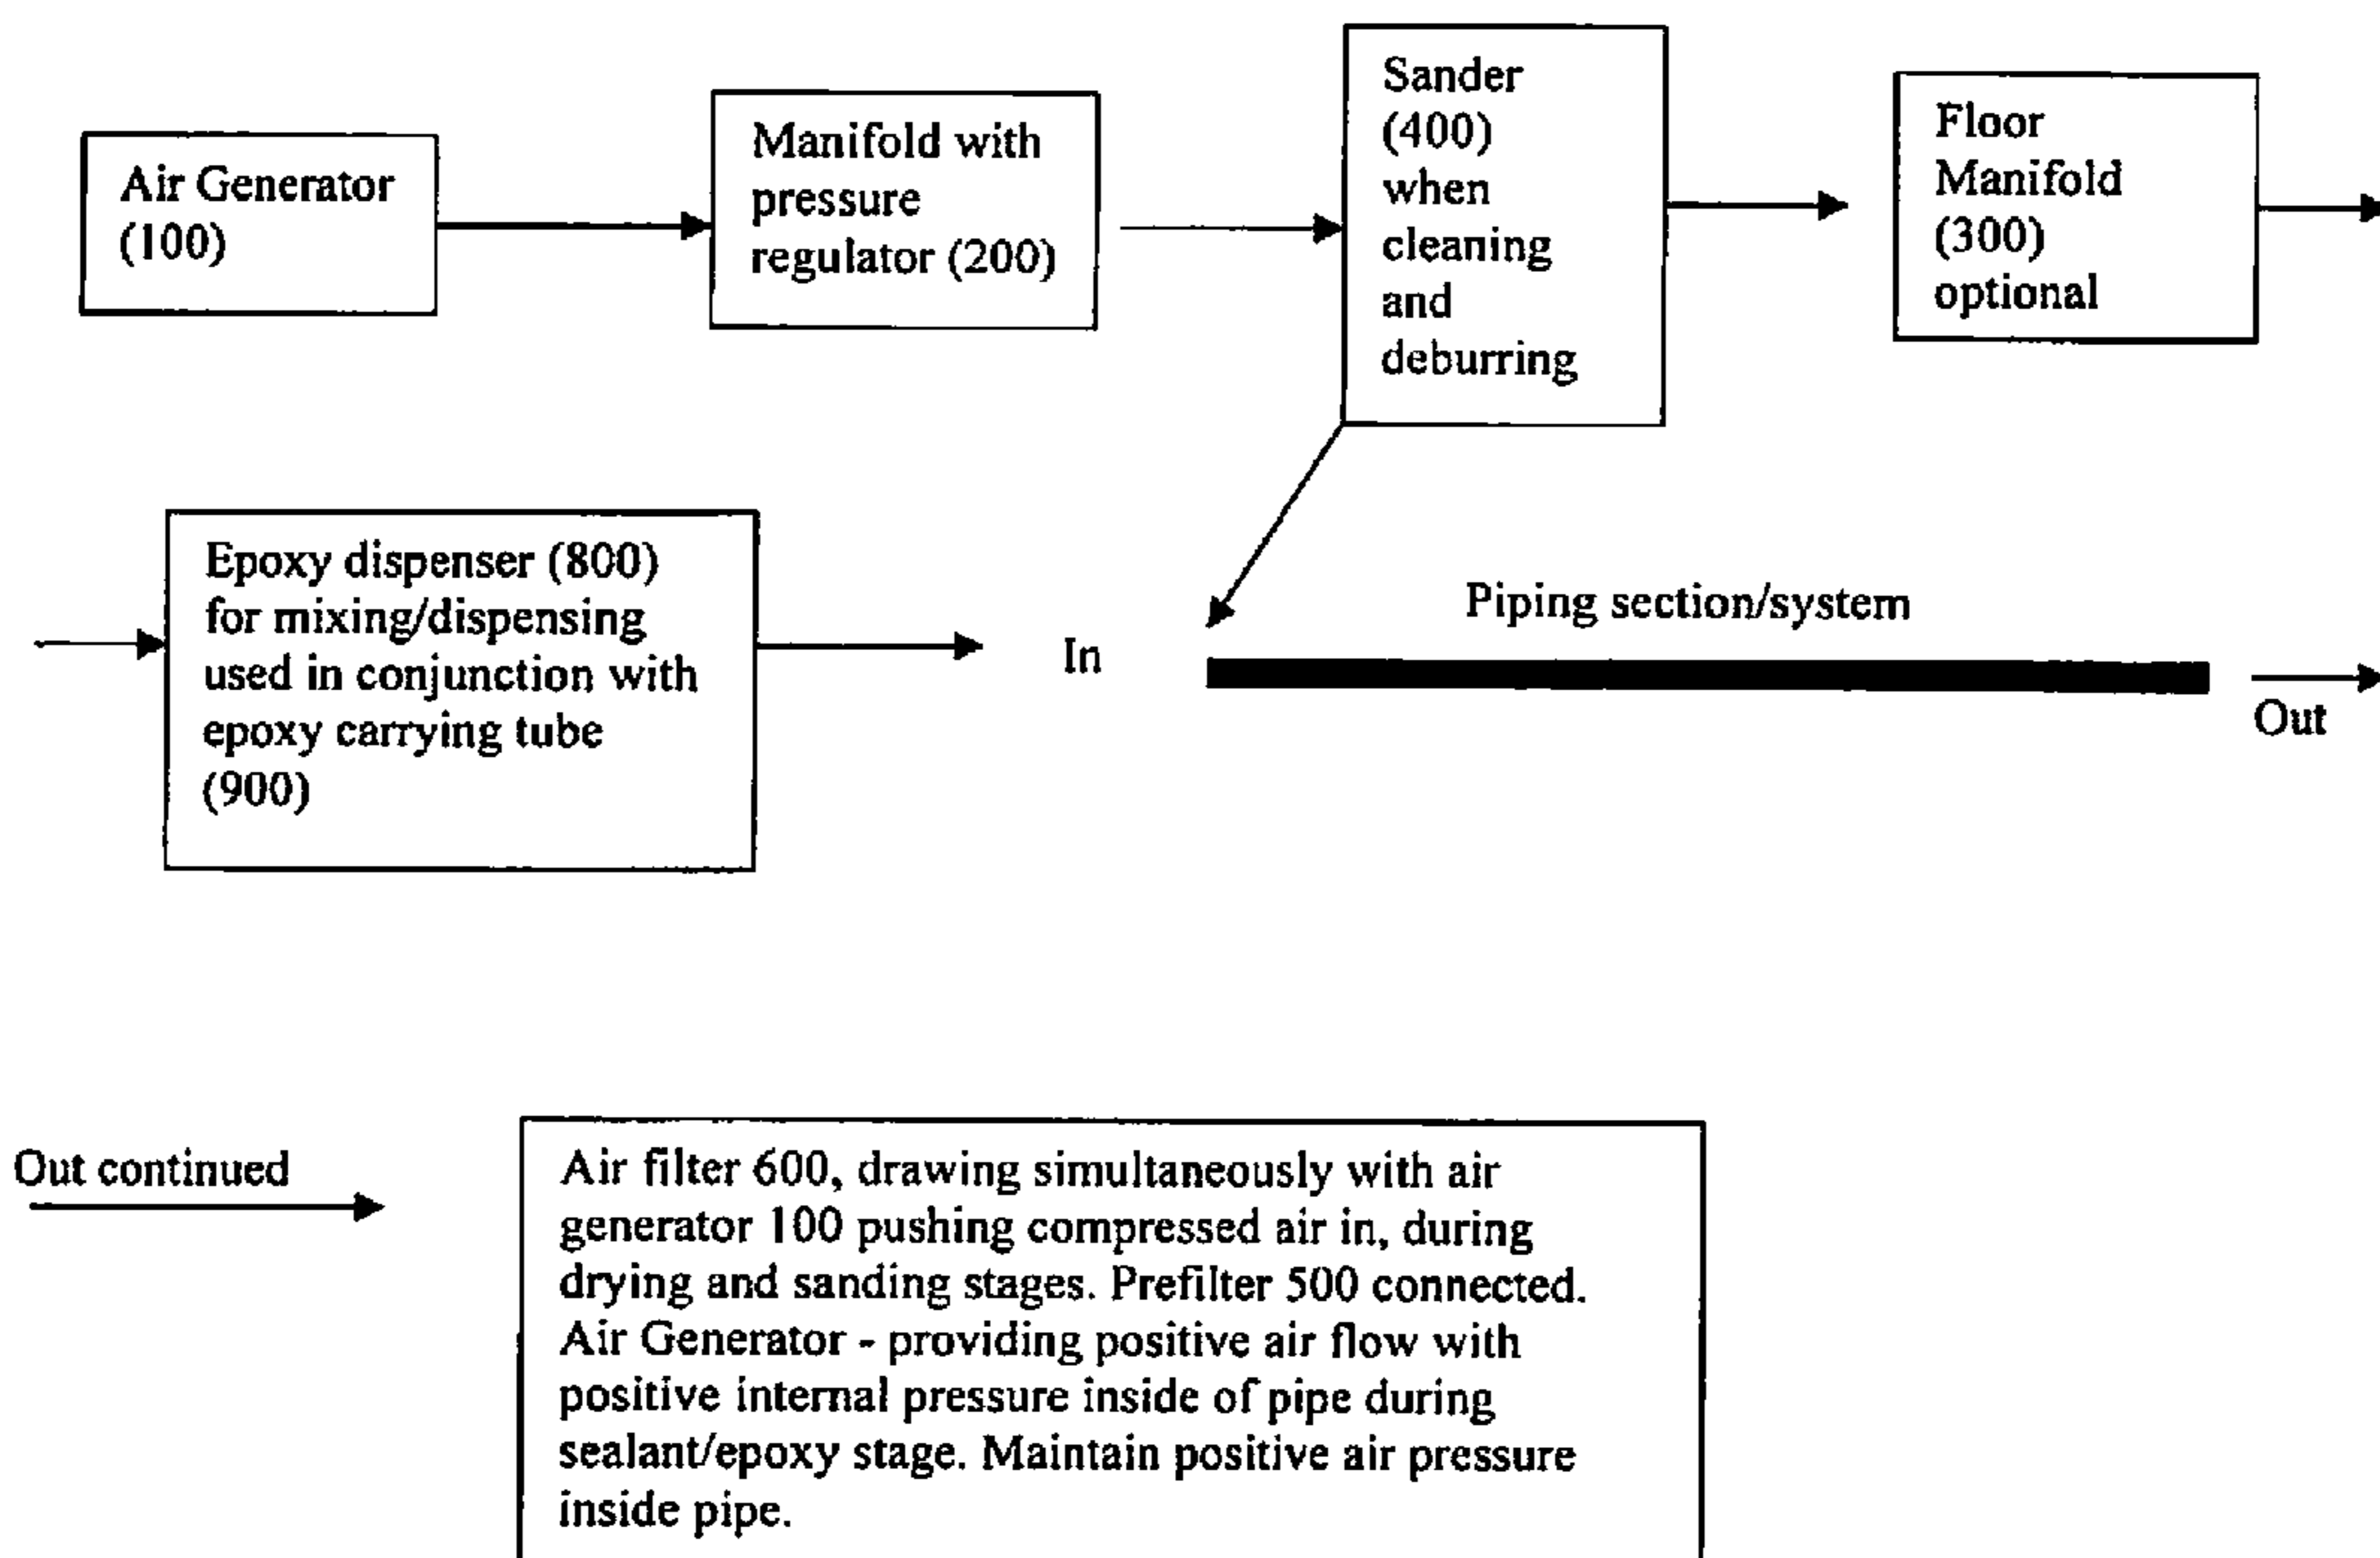 Air Generator
(100)
Manifold with
pressure
regulator (200)
Sander
(400)
when
cleaning
and
deburring
Floor
Manifold
(300)
optional
Epoxy dispenser (800)
for mixing/dispensing
used in conjunction with
epoxy carrying tube
(900)
In
Piping section/system
Out
Out continued
Air filter 600, drawing simultaneously with air
generator 100 pushing compressed air in, during
drying and sanding stages. Prefilter 500 connected.
Air Generator - providing positive air flow with
positive internal pressure inside of pipe during
sealant/epoxy stage. Maintain positive air pressure
inside pipe.